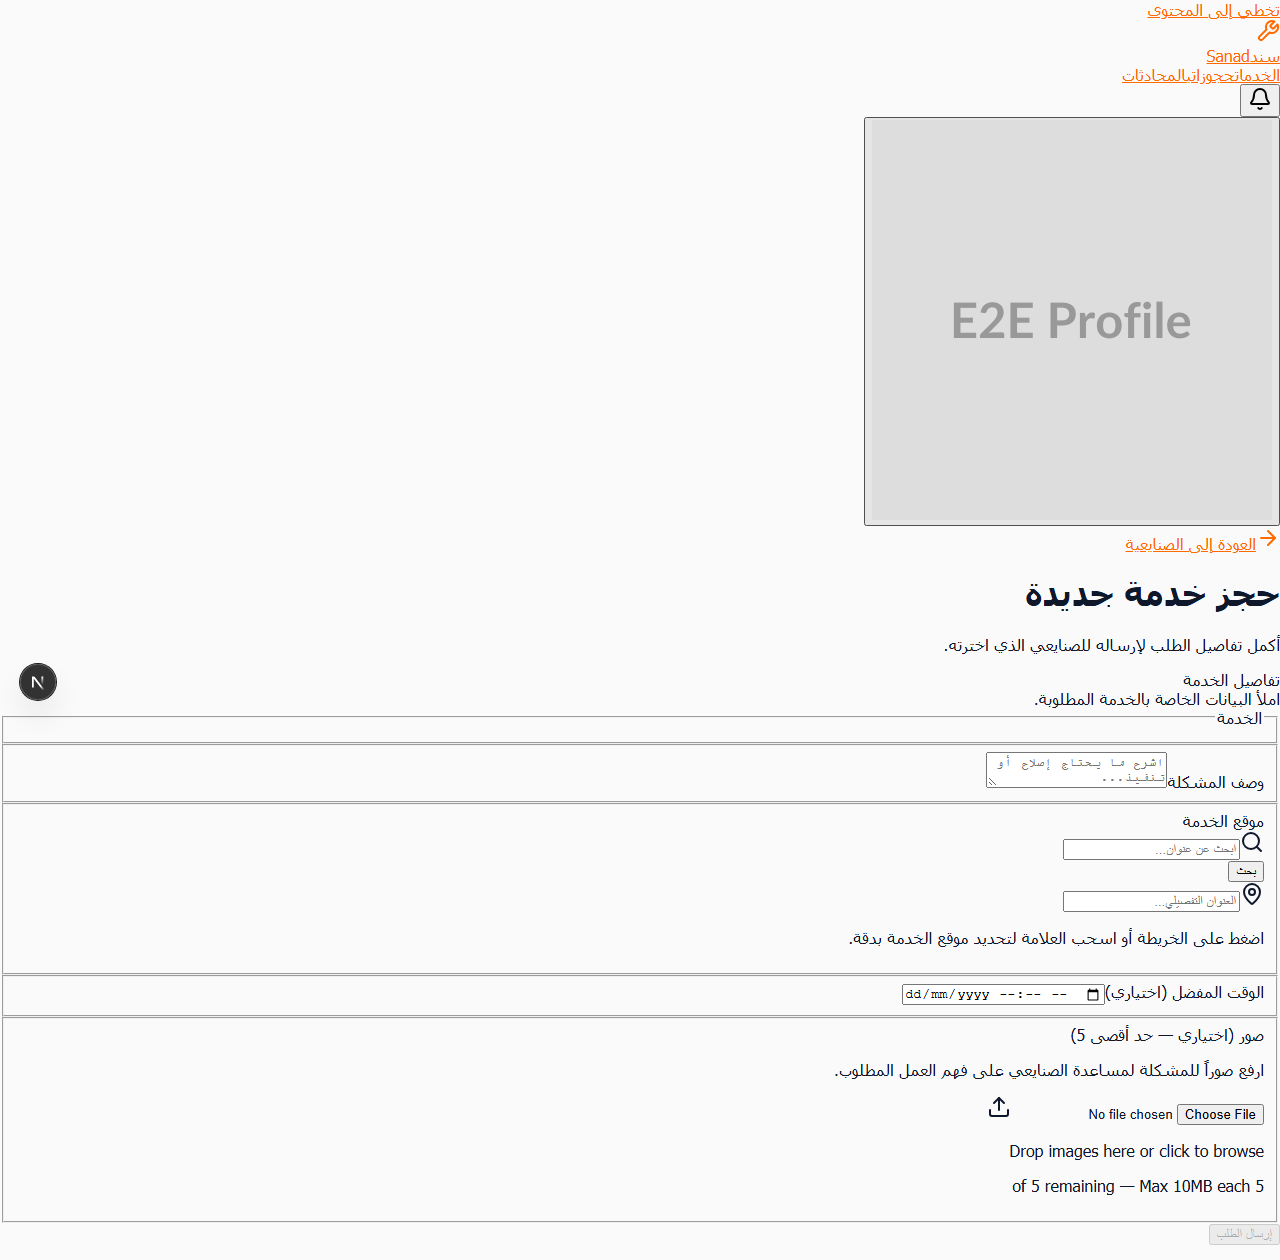 تخطي إلى المحتوى
سندSanad
الخدماتحجوزاتيالمحادثات
E2E Profile
العودة إلى الصنايعية
حجز خدمة جديدة
أكمل تفاصيل الطلب لإرساله للصنايعي الذي اخترته.
تفاصيل الخدمة
املأ البيانات الخاصة بالخدمة المطلوبة.
الخدمة
وصف المشكلة
اشرح ما يحتاج إصلاح أو تنفيذ...
موقع الخدمة
ابحث عن عنوان...
بحث
العنوان التفصيلي...
اضغط على الخريطة أو اسحب العلامة لتحديد موقع الخدمة بدقة.
الوقت المفضل (اختياري) dd/mm/yyyy --:-- --
صور (اختياري — حد أقصى 5)
ارفع صوراً للمشكلة لمساعدة الصنايعي على فهم العمل المطلوب.
Choose File No file chosen
Drop images here or click to browse
of 5 remaining — Max 10MB each 5
إرسال الطلب
N